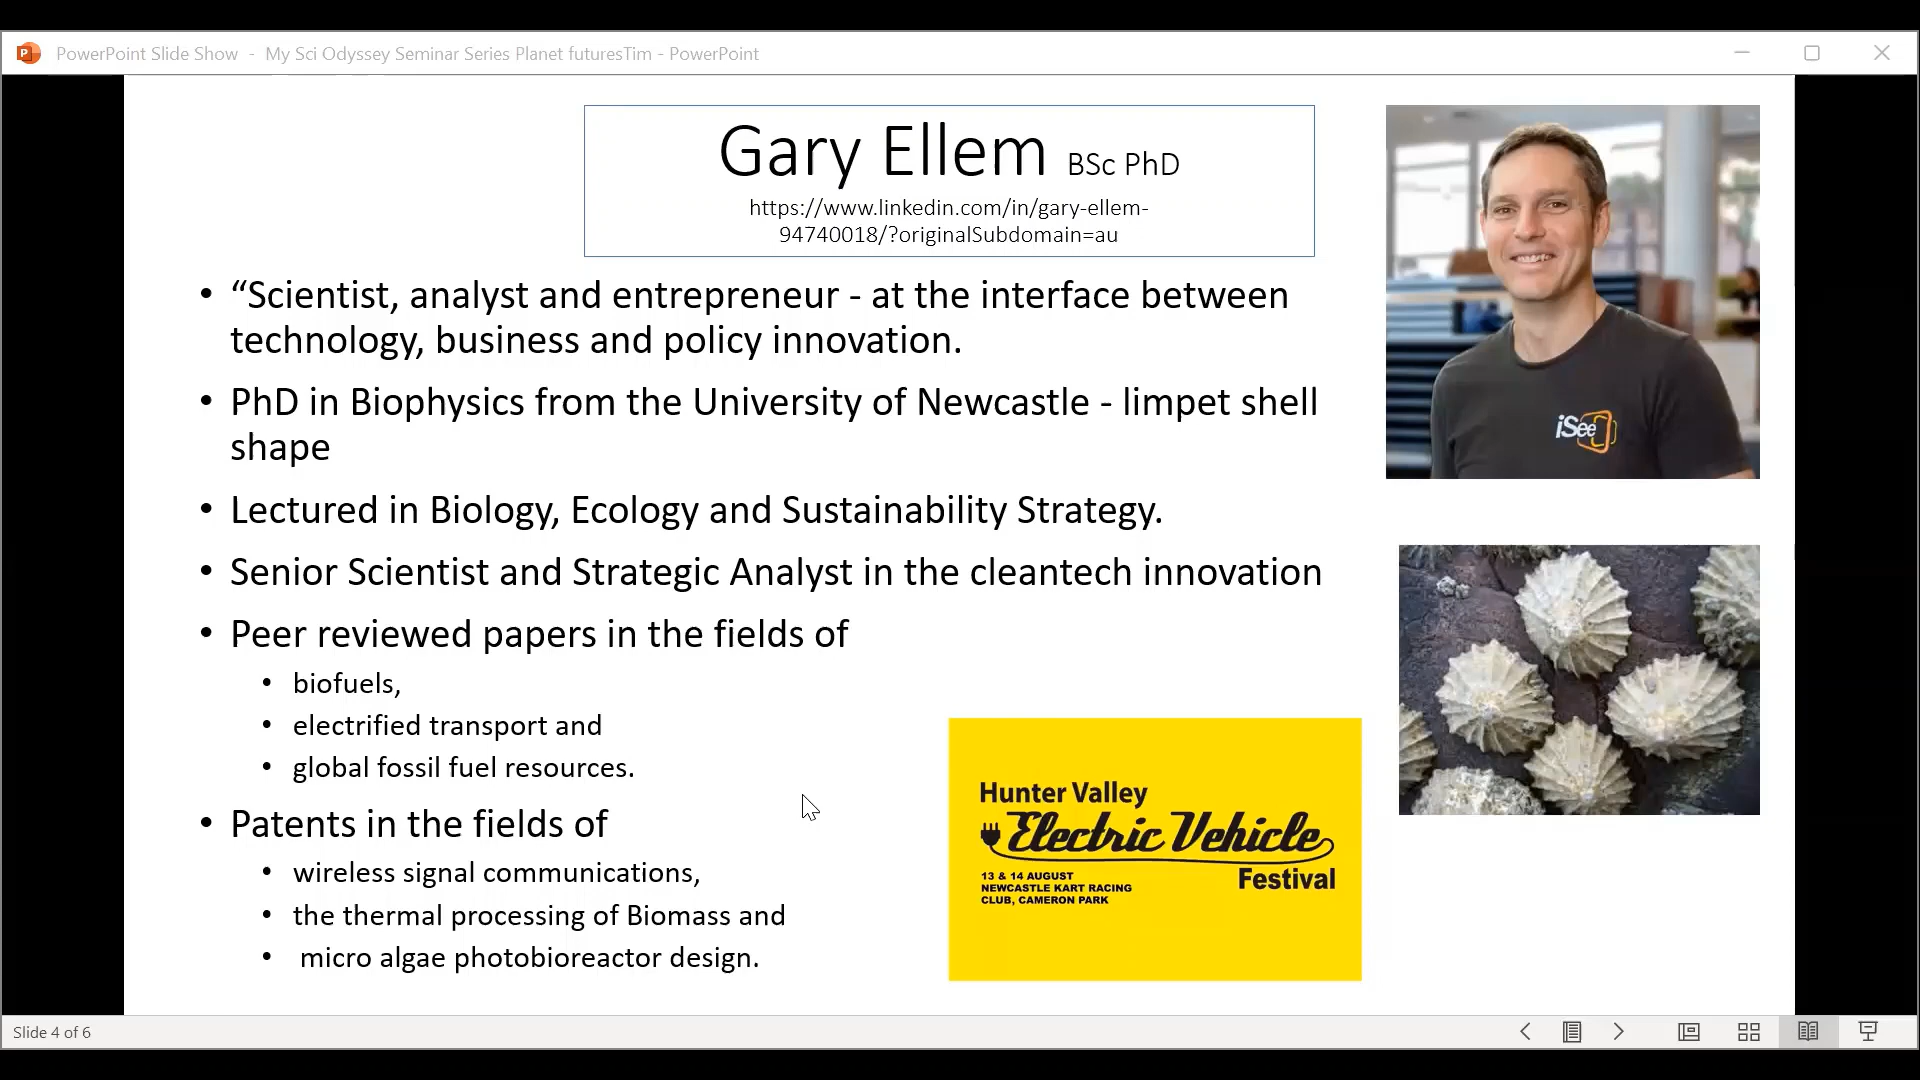 PowerPoint Slide Show - My Sci Odyssey Seminar Series Planet futuresTim - PowerPoint
Gary Ellem BSc PhD
https://www.linkedin.com/in/gary-ellem-
94740018/?originalSubdomain=au
• “Scientist, analyst and entrepreneur - at the interface between
technology, business and policy innovation.
• PhD in Biophysics from the University of Newcastle - limpet shell
shape
• Lectured in Biology, Ecology and Sustainability Strategy.
• Senior Scientist and Strategic Analyst in the cleantech innovation
• Peer reviewed papers in the fields of
• biofuels,
• electrified transport and
• global fossil fuel resources.
• Patents in the fields of
• wireless signal communications,
• the thermal processing of Biomass and
• micro algae photobioreactor design.
iSee
Hunter Valley
Electric Vehicle
Festival
13 & 14 AUGUST
NEWCASTLE KART RACING
CLUB, CAMERON PARK
Slide 4 of 6